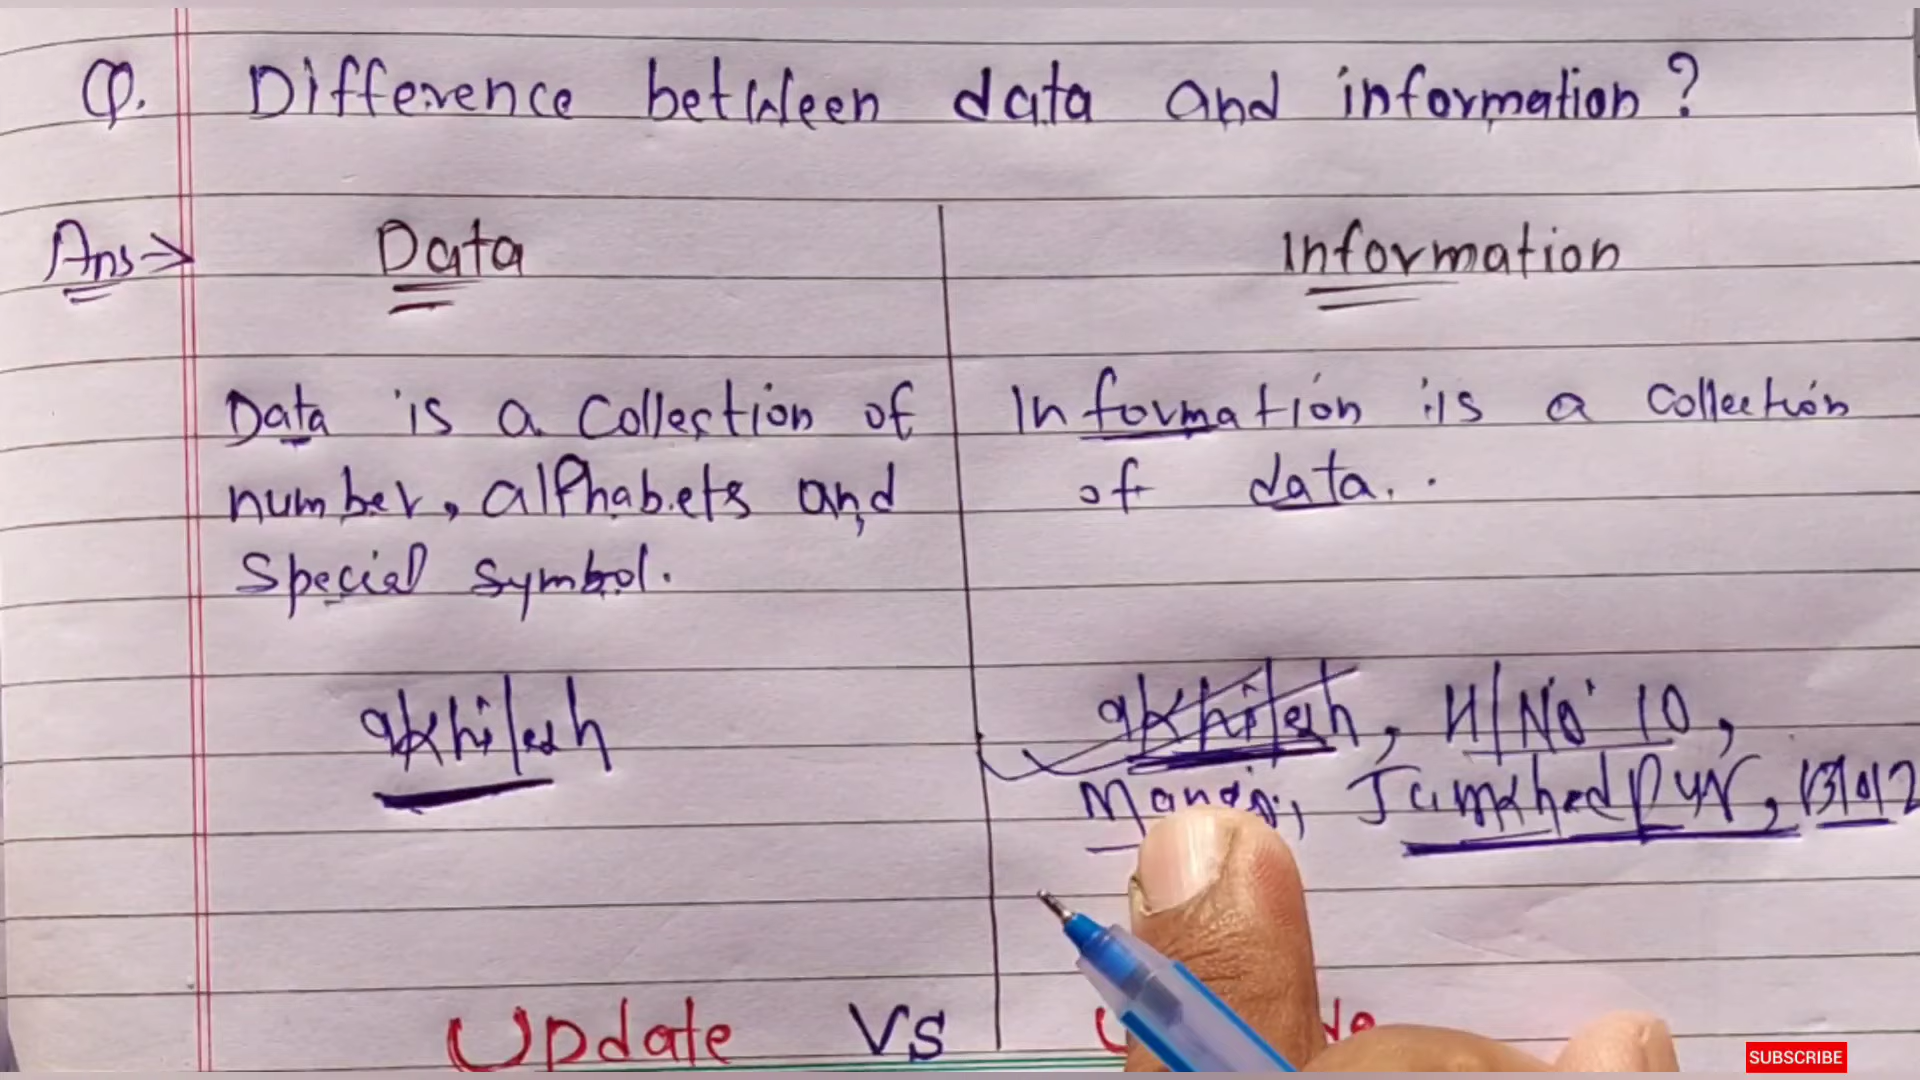 Q. Difference between data and information?
Ans→ Data
Information
Data is a collection of
number, alphabets and
special symbol.
akhilesh
Information is a collection
of data.
akhilesh, H/No 10,
Jamshedpur,
Update Vs
SUBSCRIBE